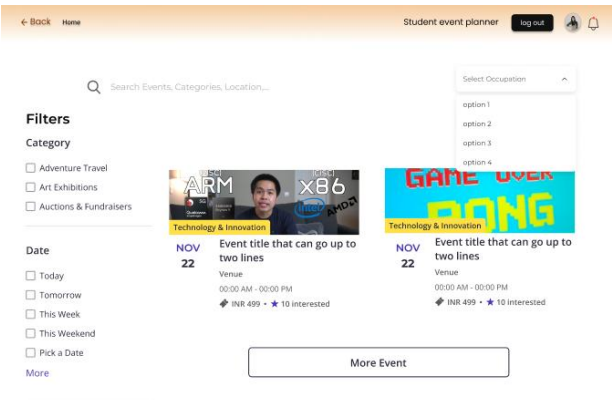 ← Back Home
Student event planner
log out
Search Events, Categories, Location,...
Select Occupation
option 1
option 2
option 3
option 4
Filters
Category
Adventure Travel
Art Exhibitions
Auctions & Fundraisers
Date
Today
Tomorrow
This Week
This Weekend
Pick a Date
More
ARM
X86
[CISC]
intel
AMD
Technology & Innovation
NOV
22
Event title that can go up to
two lines
Venue
00:00 AM - 00:00 PM
INR 499 • ★ 10 interested
GAME OVER
PONG
Technology & Innovation
NOV
22
Event title that can go up to
two lines
Venue
00:00 AM - 00:00 PM
INR 499 • ★ 10 interested
More Event